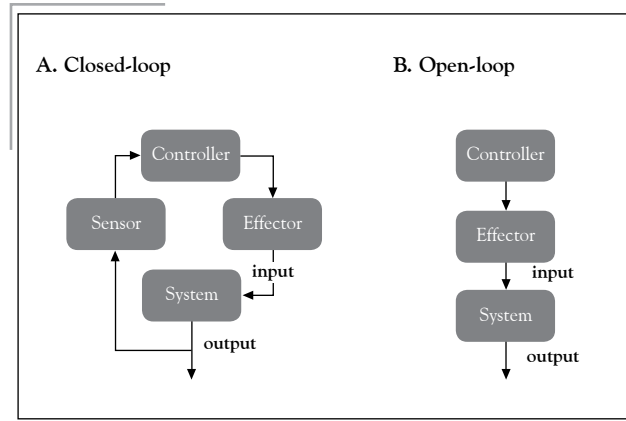 A. Closed-loop
B. Open-loop
Controller
Sensor
Effector
input
System
output
Controller
Effector
input
System
output